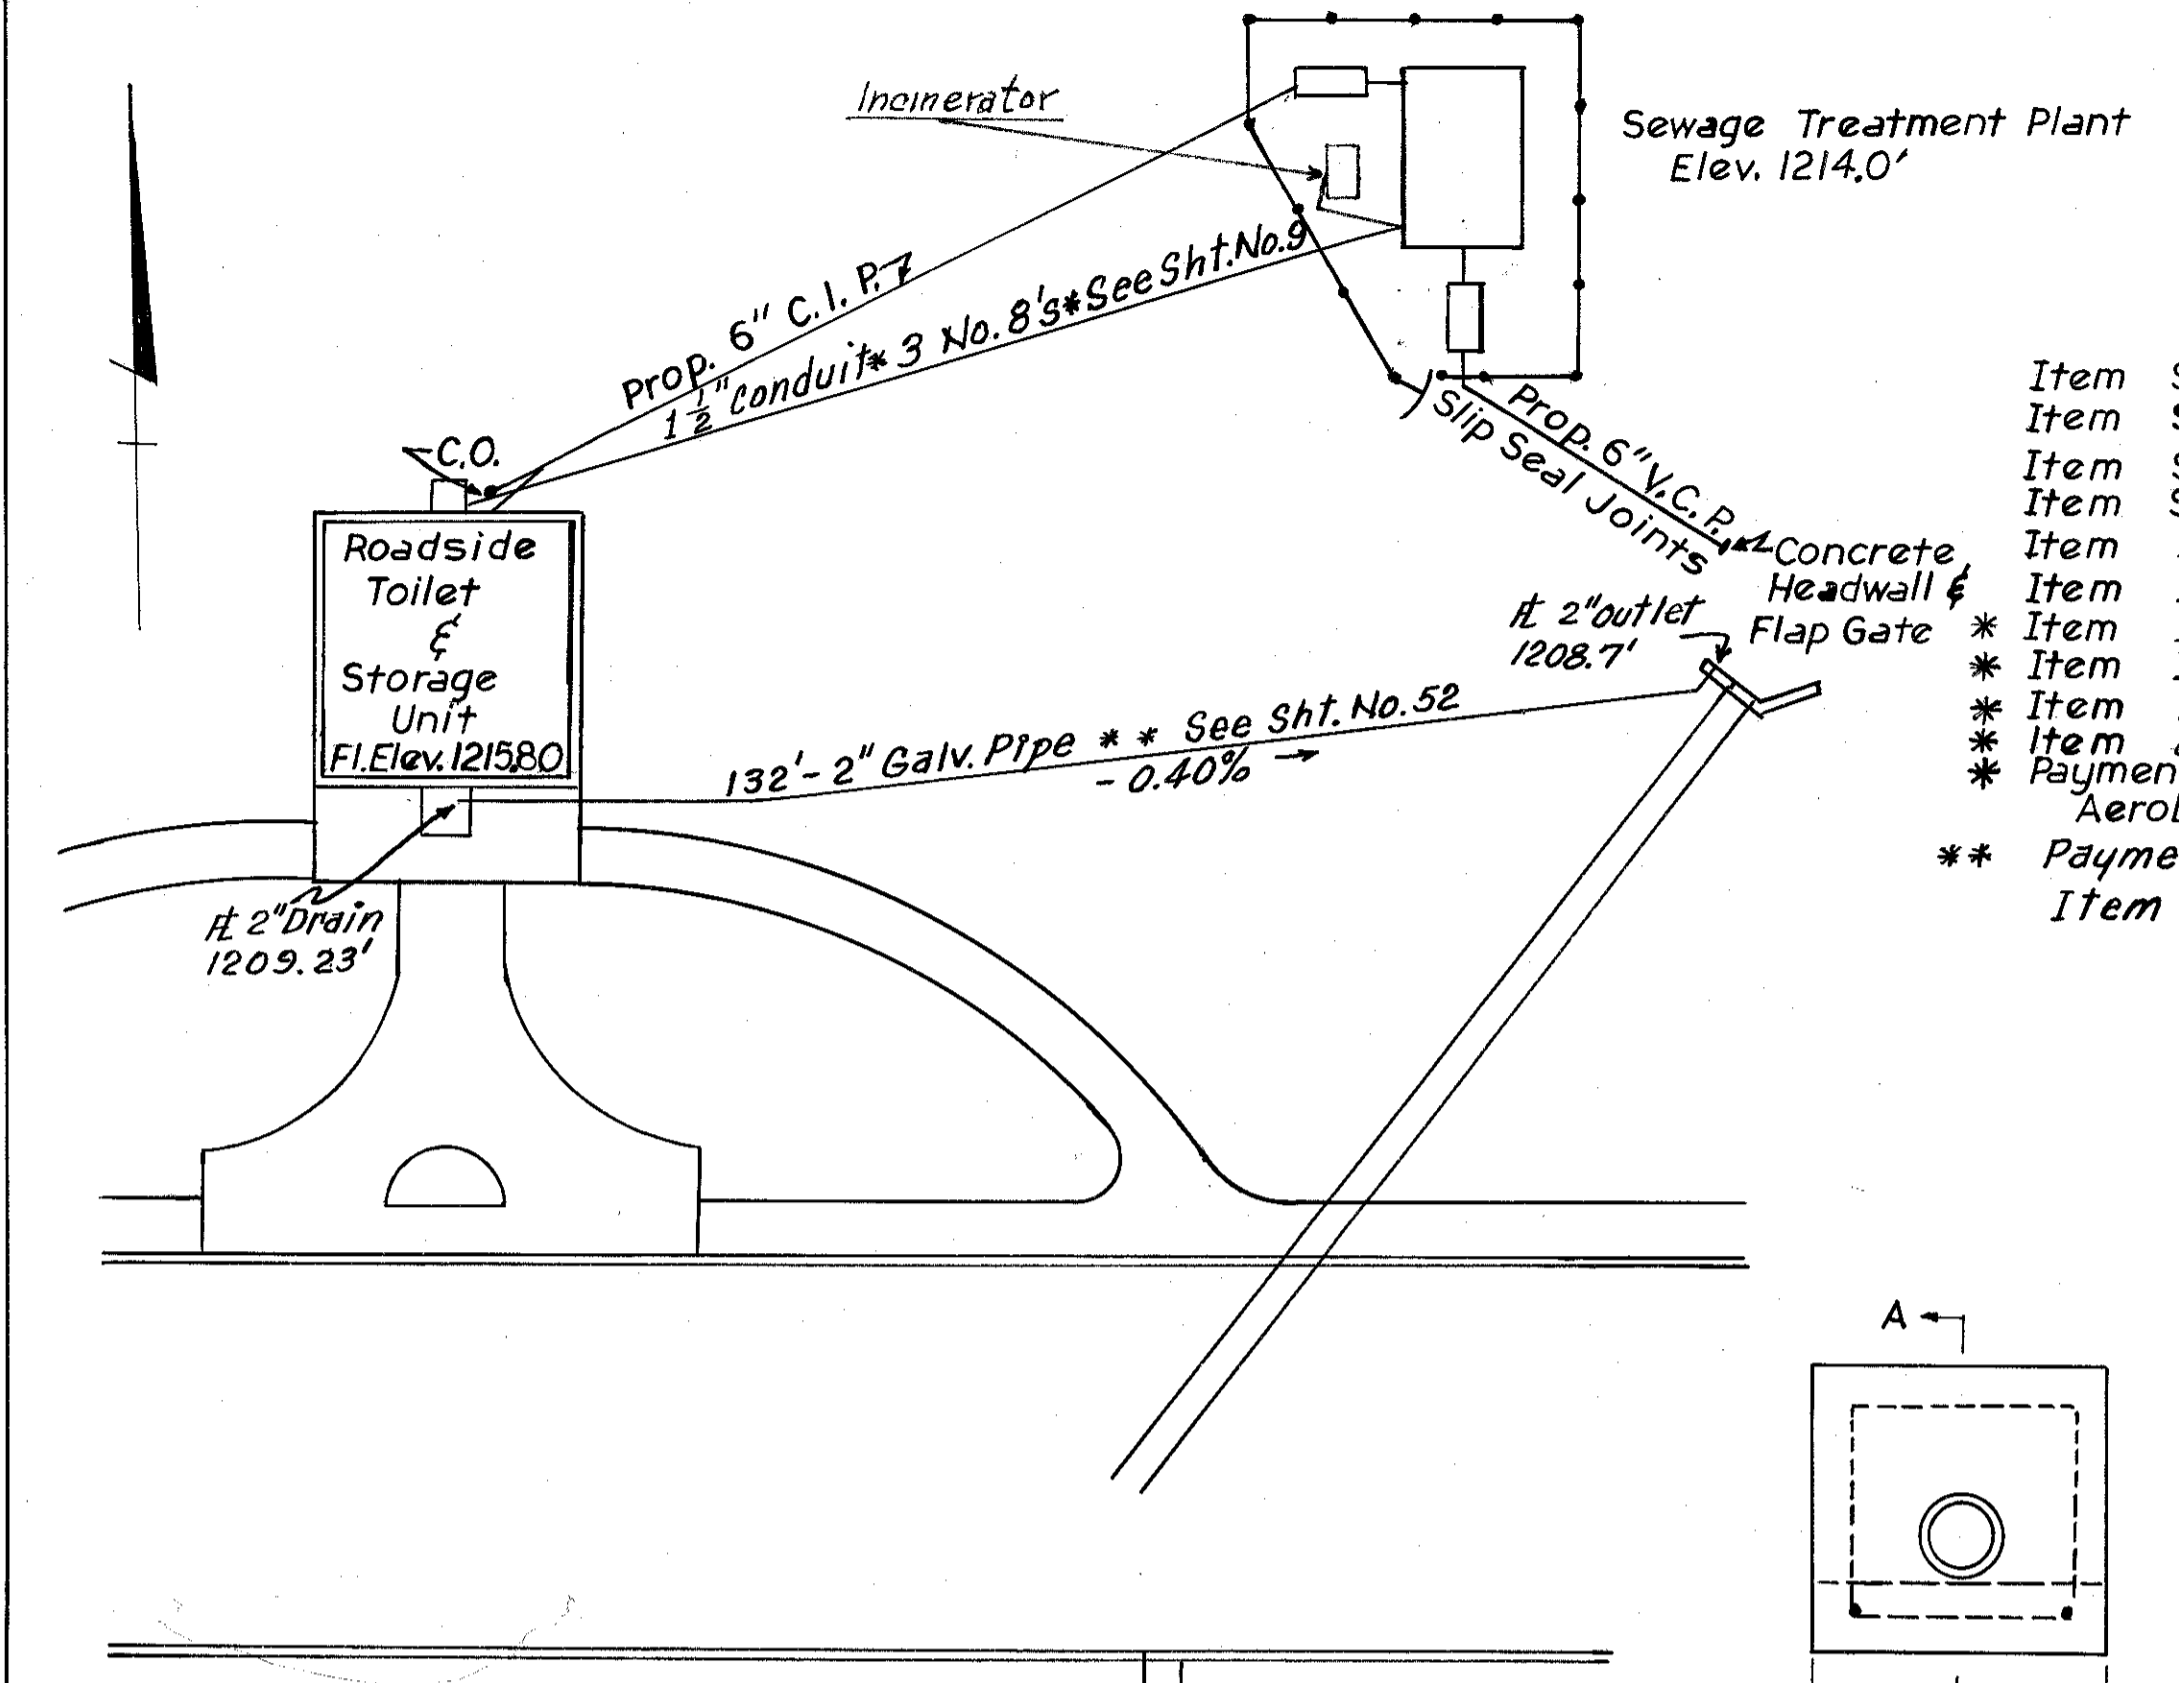 Incinerator
Sewage Treatment Plant
Elev. 1214.0'
Prop. 6" C.I.P.
1 1/2" Conduit * 3 No. 8's * See Sht. No. 9
C.O.
Prop. 6" V.C.P.
Slip Seal Joints
Concrete
Headwall &
Flap Gate
Roadside
Toilet
&
Storage
Unit
Fl. Elev. 1215.80
2" outlet
1208.7'
132' - 2" Galv. Pipe * * See Sht. No. 52
- 0.40%
2" Drain
1209.23'
Item
Item
Item
Item
Item
Item
* Item
* Item
* Item
* Item
* Paymen
Aero
** Payme
Item
A